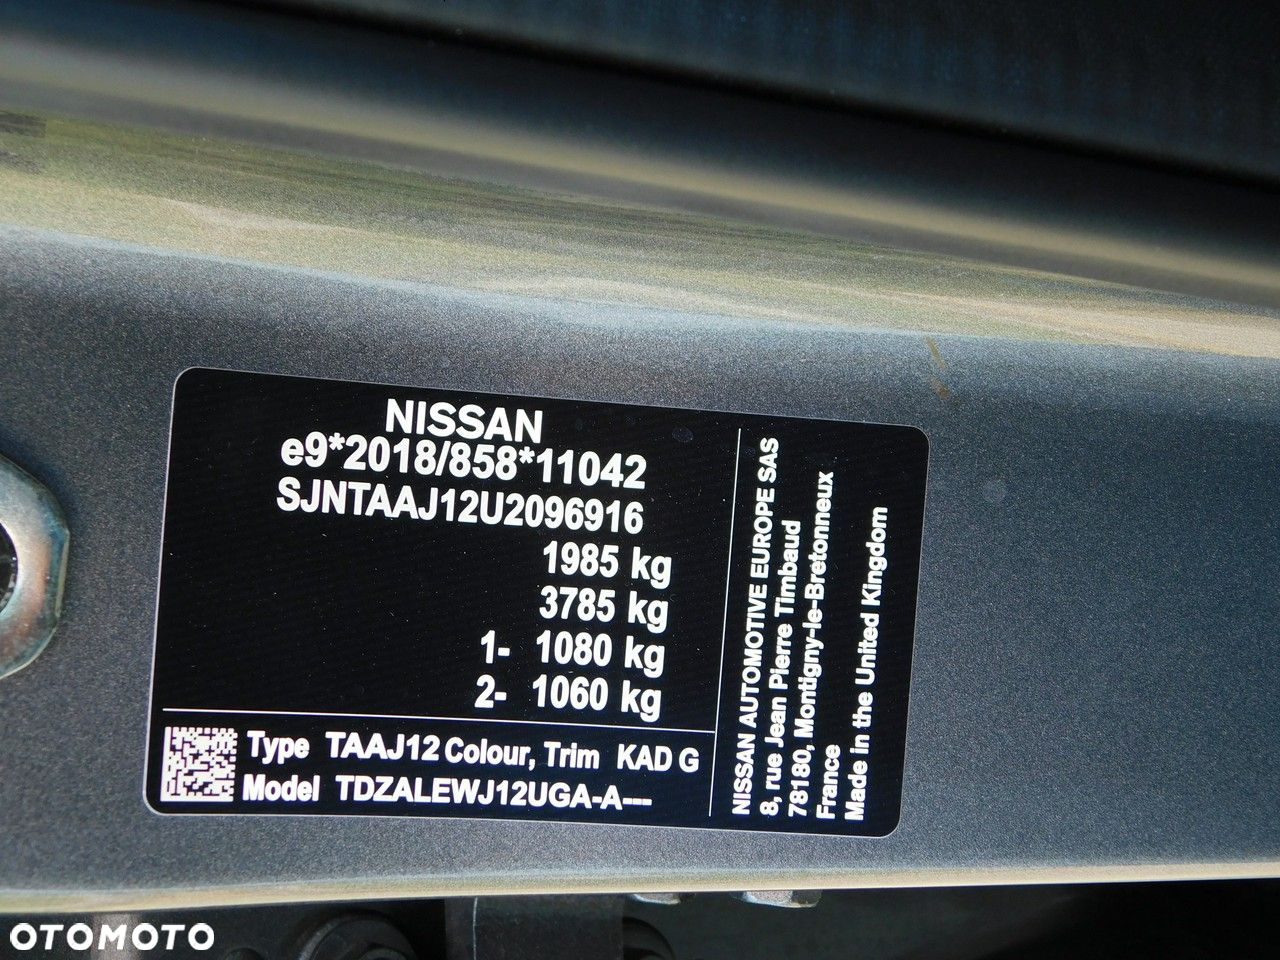 NISSAN
e9*2018/858*11042
SJNTAAJ12U2096916
1985 kg
3785 kg
1- 1080 kg
2- 1060 kg
Type TAAJ12 Colour, Trim KAD G
Model TDZALEWJ12UGA-A---
NISSAN AUTOMOTIVE EUROPE SAS
8, rue Jean Pierre Timbaud
78180, Montigny-le-Bretonneux
France
Made in the United Kingdom
OTOMOTO